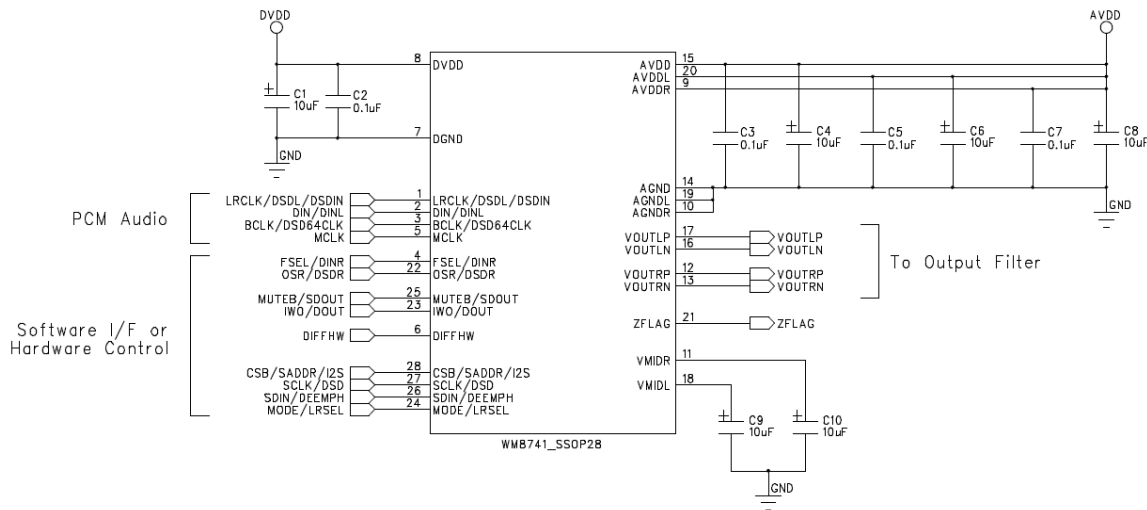 DVDD
AVDD
8 DVDD
C1 10uF
C2 0.1uF
7 DGND
GND
AVDD 15
AVDDL 20
AVDDR 9
C3 0.1uF
C4 10uF
C5 0.1uF
C6 10uF
C7 0.1uF
C8 10uF
AGND 14
AGNDL 19
AGNDR 10
GND
PCM Audio
LRCLK/DSDL/DSDIN 1 LRCLK/DSDL/DSDIN
DIN/DINL 2 DIN/DINL
BCLK/DSD64CLK 3 BCLK/DSD64CLK
MCLK 5 MCLK
Software I/F or
Hardware Control
FSEL/DINR 4 FSEL/DINR
OSR/DSDR 22 OSR/DSDR
MUTEB/SDOUT 25 MUTEB/SDOUT
IWO/DOUT 23 IWO/DOUT
DIFFHW 6 DIFFHW
CSB/SADDR/I2S 28 CSB/SADDR/I2S
SCLK/DSD 27 SCLK/DSD
SDIN/DEEMPH 26 SDIN/DEEMPH
MODE/LRSEL 24 MODE/LRSEL
VOUTLP 17 VOUTLP
VOUTLN 16 VOUTLN
VOUTRP 12 VOUTRP
VOUTRN 13 VOUTRN
To Output Filter
ZFLAG 21 ZFLAG
VMIDR 11
VMIDL 18
C9 10uF
C10 10uF
GND
WM8741_SSOP28